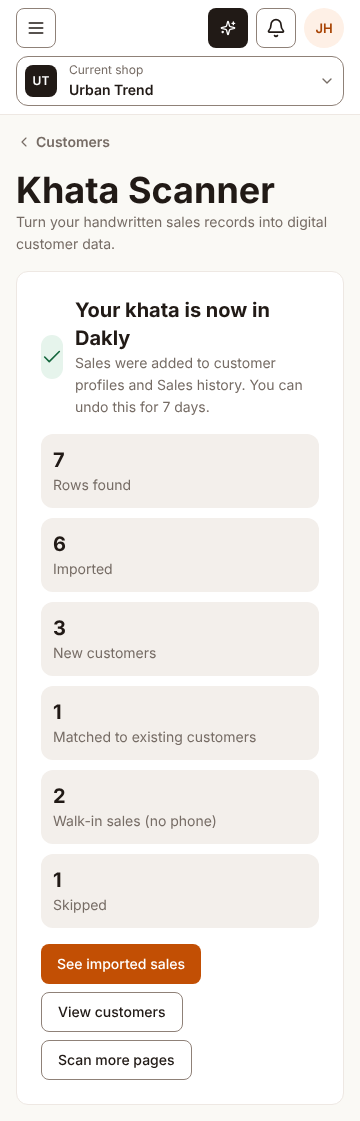 JH
UT
Current shop
Urban Trend
Customers
Khata Scanner
Turn your handwritten sales records into digital
customer data.
Your khata is now in
Dakly
Sales were added to customer
profiles and Sales history. You can
undo this for 7 days.
7
Rows found
6
Imported
3
New customers
1
Matched to existing customers
2
Walk-in sales (no phone)
1
Skipped
See imported sales
View customers
Scan more pages